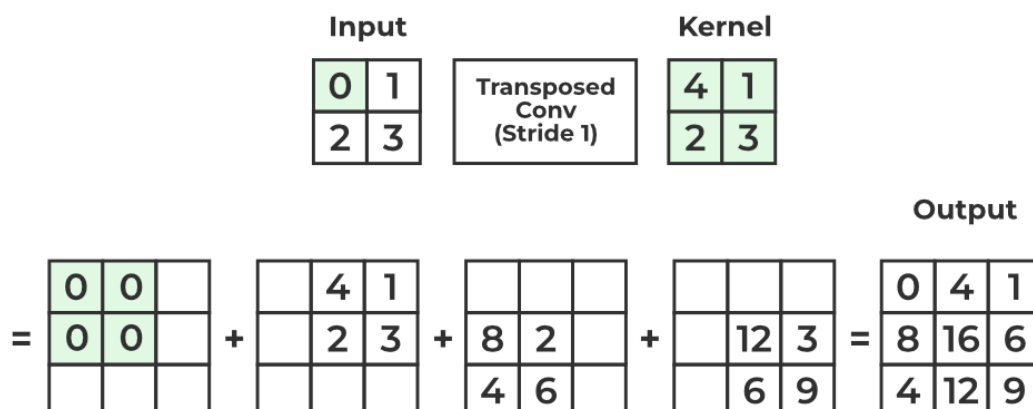 Input Kernel
0 1 Transposed 4 1
Conv
2 3 (Stride 1) 2 3
Output
0 0 4 1 0 4 1
= 0 0 + 2 3 + 8 2 + 12 3 = 8 16 6
4 6 6 9 4 12 9